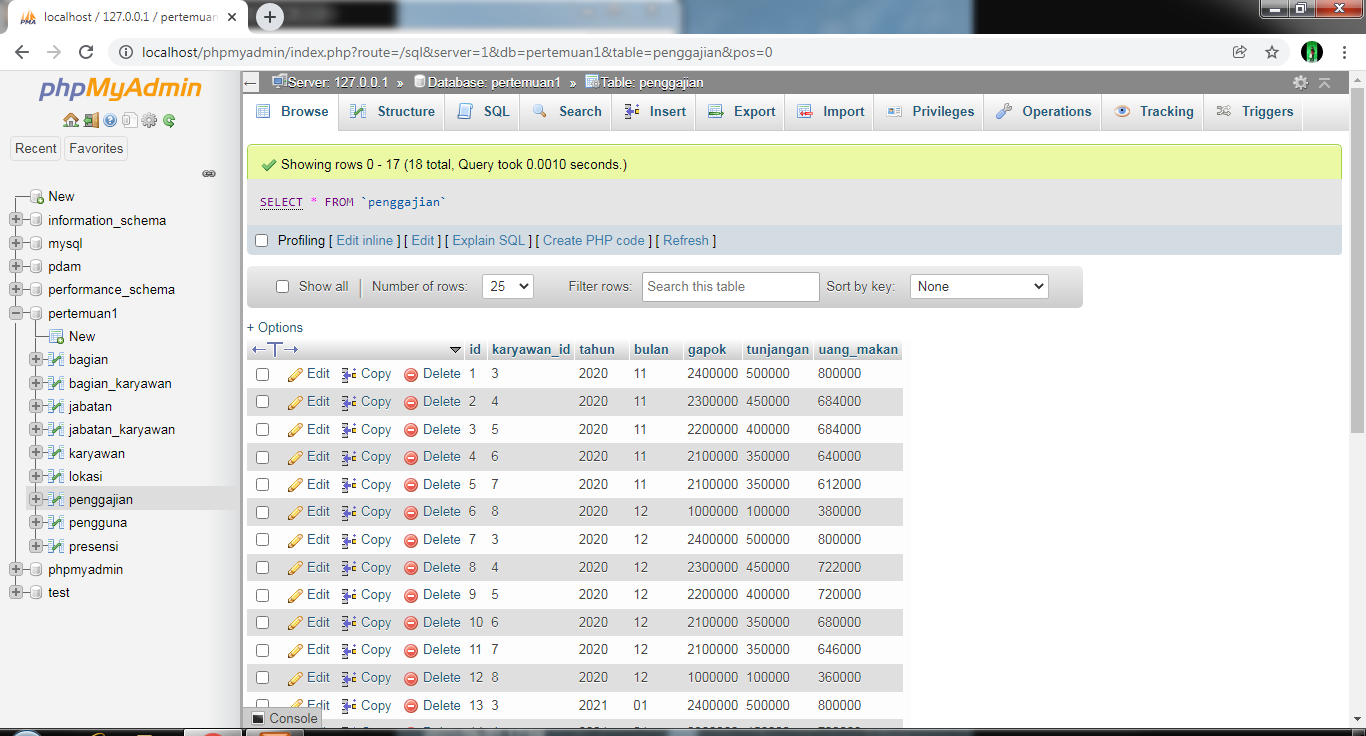 localhost / 127.0.0.1 / pertemuan
localhost/phpmyadmin/index.php?route=/sql&server=1&db=pertemuan1&table=penggajian&pos=0
phpMyAdmin
Recent Favorites
New
information_schema
mysql
pdam
performance_schema
pertemuan1
New
bagian
bagian_karyawan
jabatan
jabatan_karyawan
karyawan
lokasi
penggajian
pengguna
presensi
phpmyadmin
test
Server: 127.0.0.1 » Database: pertemuan1 » Table: penggajian
Browse Structure SQL Search Insert Export Import Privileges Operations Tracking Triggers
Showing rows 0 - 17 (18 total, Query took 0.0010 seconds.)
SELECT * FROM `penggajian`
Profiling [ Edit inline ] [ Edit ] [ Explain SQL ] [ Create PHP code ] [ Refresh ]
Show all Number of rows: 25 Filter rows: Search this table Sort by key: None
+ Options
←T→ id karyawan_id tahun bulan gapok tunjangan uang_makan
Edit Copy Delete 1 3 2020 11 2400000 500000 800000
Edit Copy Delete 2 4 2020 11 2300000 450000 684000
Edit Copy Delete 3 5 2020 11 2200000 400000 684000
Edit Copy Delete 4 6 2020 11 2100000 350000 640000
Edit Copy Delete 5 7 2020 11 2100000 350000 612000
Edit Copy Delete 6 8 2020 12 1000000 100000 380000
Edit Copy Delete 7 3 2020 12 2400000 500000 800000
Edit Copy Delete 8 4 2020 12 2300000 450000 722000
Edit Copy Delete 9 5 2020 12 2200000 400000 720000
Edit Copy Delete 10 6 2020 12 2100000 350000 680000
Edit Copy Delete 11 7 2020 12 2100000 350000 646000
Edit Copy Delete 12 8 2020 12 1000000 100000 360000
Edit Copy Delete 13 3 2021 01 2400000 500000 800000
Console